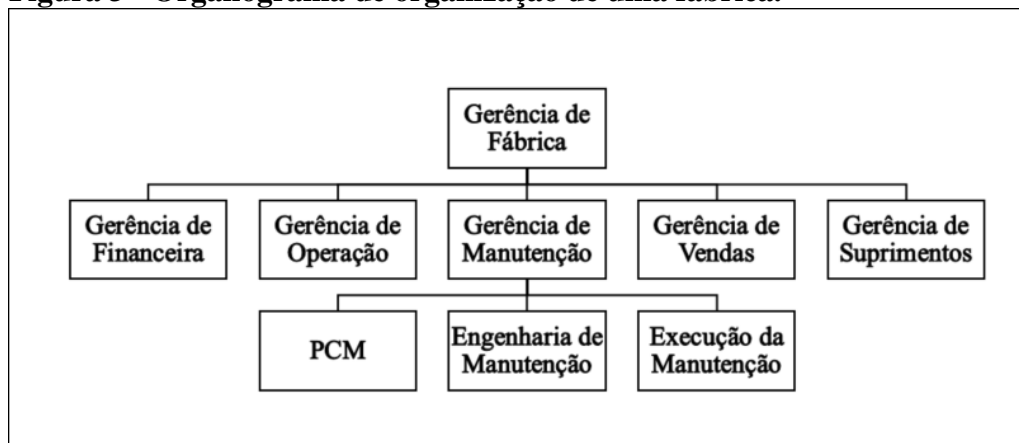 Figura 3 - Organograma de organização de uma fábrica.
Gerência de
Fábrica
Gerência de
Financeira
Gerência de
Operação
Gerência de
Manutenção
Gerência de
Vendas
Gerência de
Suprimentos
PCM
Engenharia de
Manutenção
Execução da
Manutenção